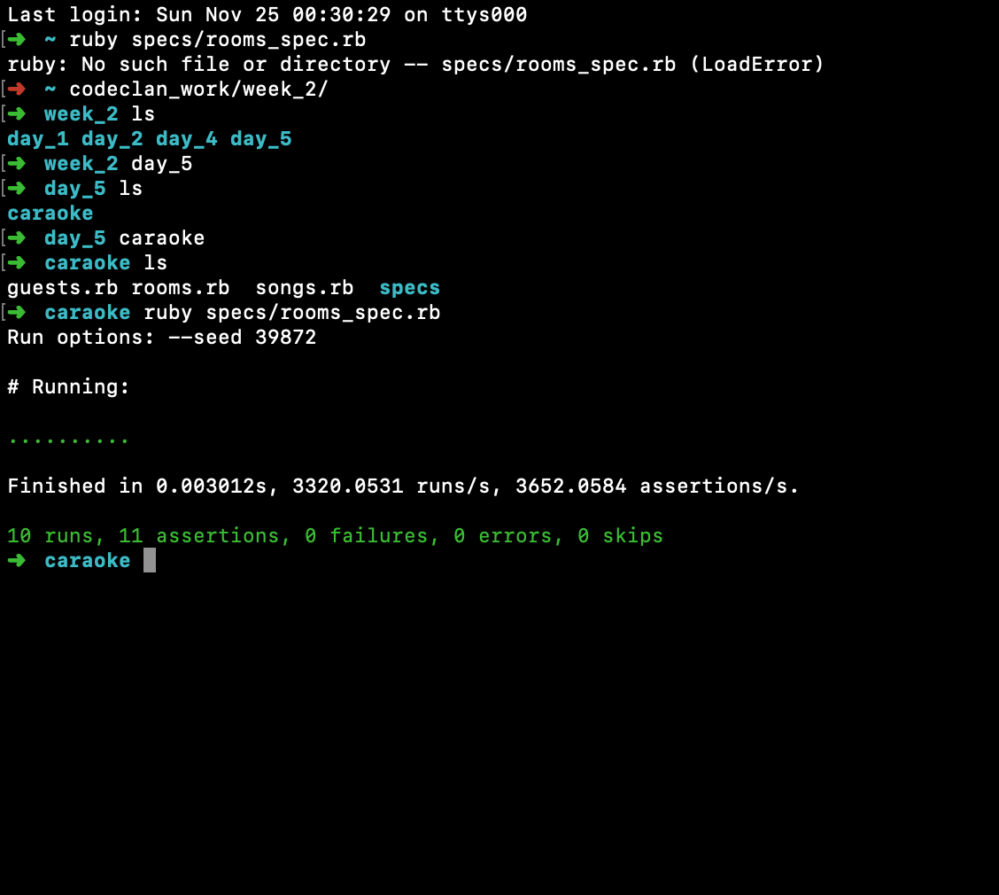 Last login: Sun Nov 25 00:30:29 on ttys000
[➜  ~ ruby specs/rooms_spec.rb
ruby: No such file or directory -- specs/rooms_spec.rb (LoadError)
[➜  ~ codeclan_work/week_2/
[➜  week_2 ls
day_1 day_2 day_4 day_5
[➜  week_2 day_5
[➜  day_5 ls
caraoke
[➜  day_5 caraoke
[➜  caraoke ls
guests.rb rooms.rb  songs.rb  specs
[➜  caraoke ruby specs/rooms_spec.rb
Run options: --seed 39872
# Running:
..........
Finished in 0.003012s, 3320.0531 runs/s, 3652.0584 assertions/s.
10 runs, 11 assertions, 0 failures, 0 errors, 0 skips
➜  caraoke